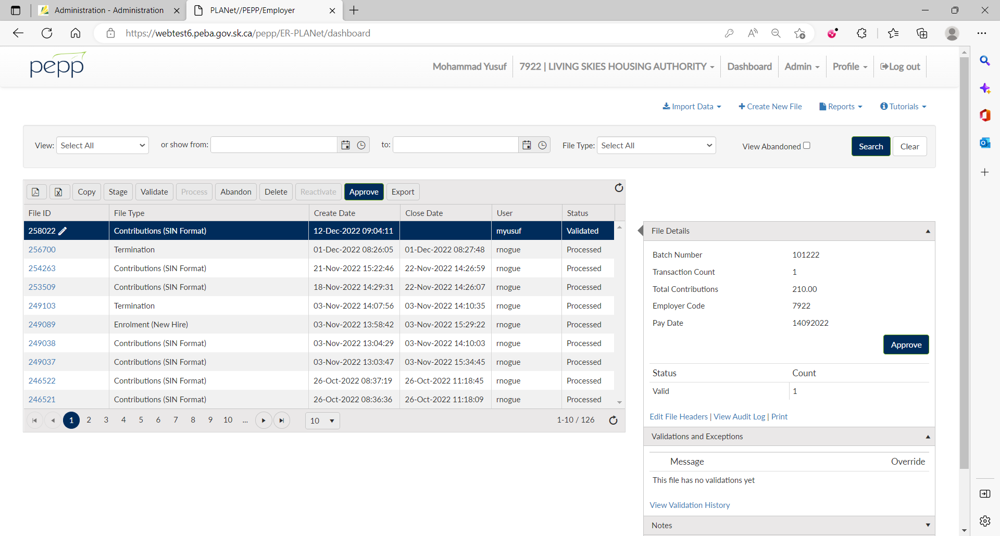 Administration - Administration
PLANet//PEPP/Employer
https://webtest6.peba.gov.sk.ca/pepp/ER-PLANet/dashboard
pepp
Mohammad Yusuf
7922 | LIVING SKIES HOUSING AUTHORITY
Dashboard
Admin
Profile
Log out
Import Data
Create New File
Reports
Tutorials
View: Select All
or show from:
to:
File Type: Select All
View Abandoned
Search
Clear
Copy Stage Validate Process Abandon Delete Reactivate Approve Export
File ID File Type Create Date Close Date User Status
258022 Contributions (SIN Format) 12-Dec-2022 09:04:11 myusuf Validated
256700 Termination 01-Dec-2022 08:26:05 01-Dec-2022 08:27:48 rnogue Processed
254263 Contributions (SIN Format) 21-Nov-2022 15:22:46 22-Nov-2022 14:26:59 rnogue Processed
253509 Contributions (SIN Format) 18-Nov-2022 14:29:31 22-Nov-2022 14:26:07 rnogue Processed
249103 Termination 03-Nov-2022 14:07:56 03-Nov-2022 14:10:35 rnogue Processed
249089 Enrolment (New Hire) 03-Nov-2022 13:58:42 03-Nov-2022 15:29:22 rnogue Processed
249038 Contributions (SIN Format) 03-Nov-2022 13:04:29 03-Nov-2022 14:10:03 rnogue Processed
249037 Contributions (SIN Format) 03-Nov-2022 13:03:47 03-Nov-2022 15:34:45 rnogue Processed
246522 Contributions (SIN Format) 26-Oct-2022 08:37:19 26-Oct-2022 11:18:45 rnogue Processed
246521 Contributions (SIN Format) 26-Oct-2022 08:36:36 26-Oct-2022 11:18:09 rnogue Processed
1 2 3 4 5 6 7 8 9 10 ... 10 1-10 / 126
File Details
Batch Number 101222
Transaction Count 1
Total Contributions 210.00
Employer Code 7922
Pay Date 14092022
Approve
Status Count
Valid 1
Edit File Headers | View Audit Log | Print
Validations and Exceptions
Message Override
This file has no validations yet
View Validation History
Notes